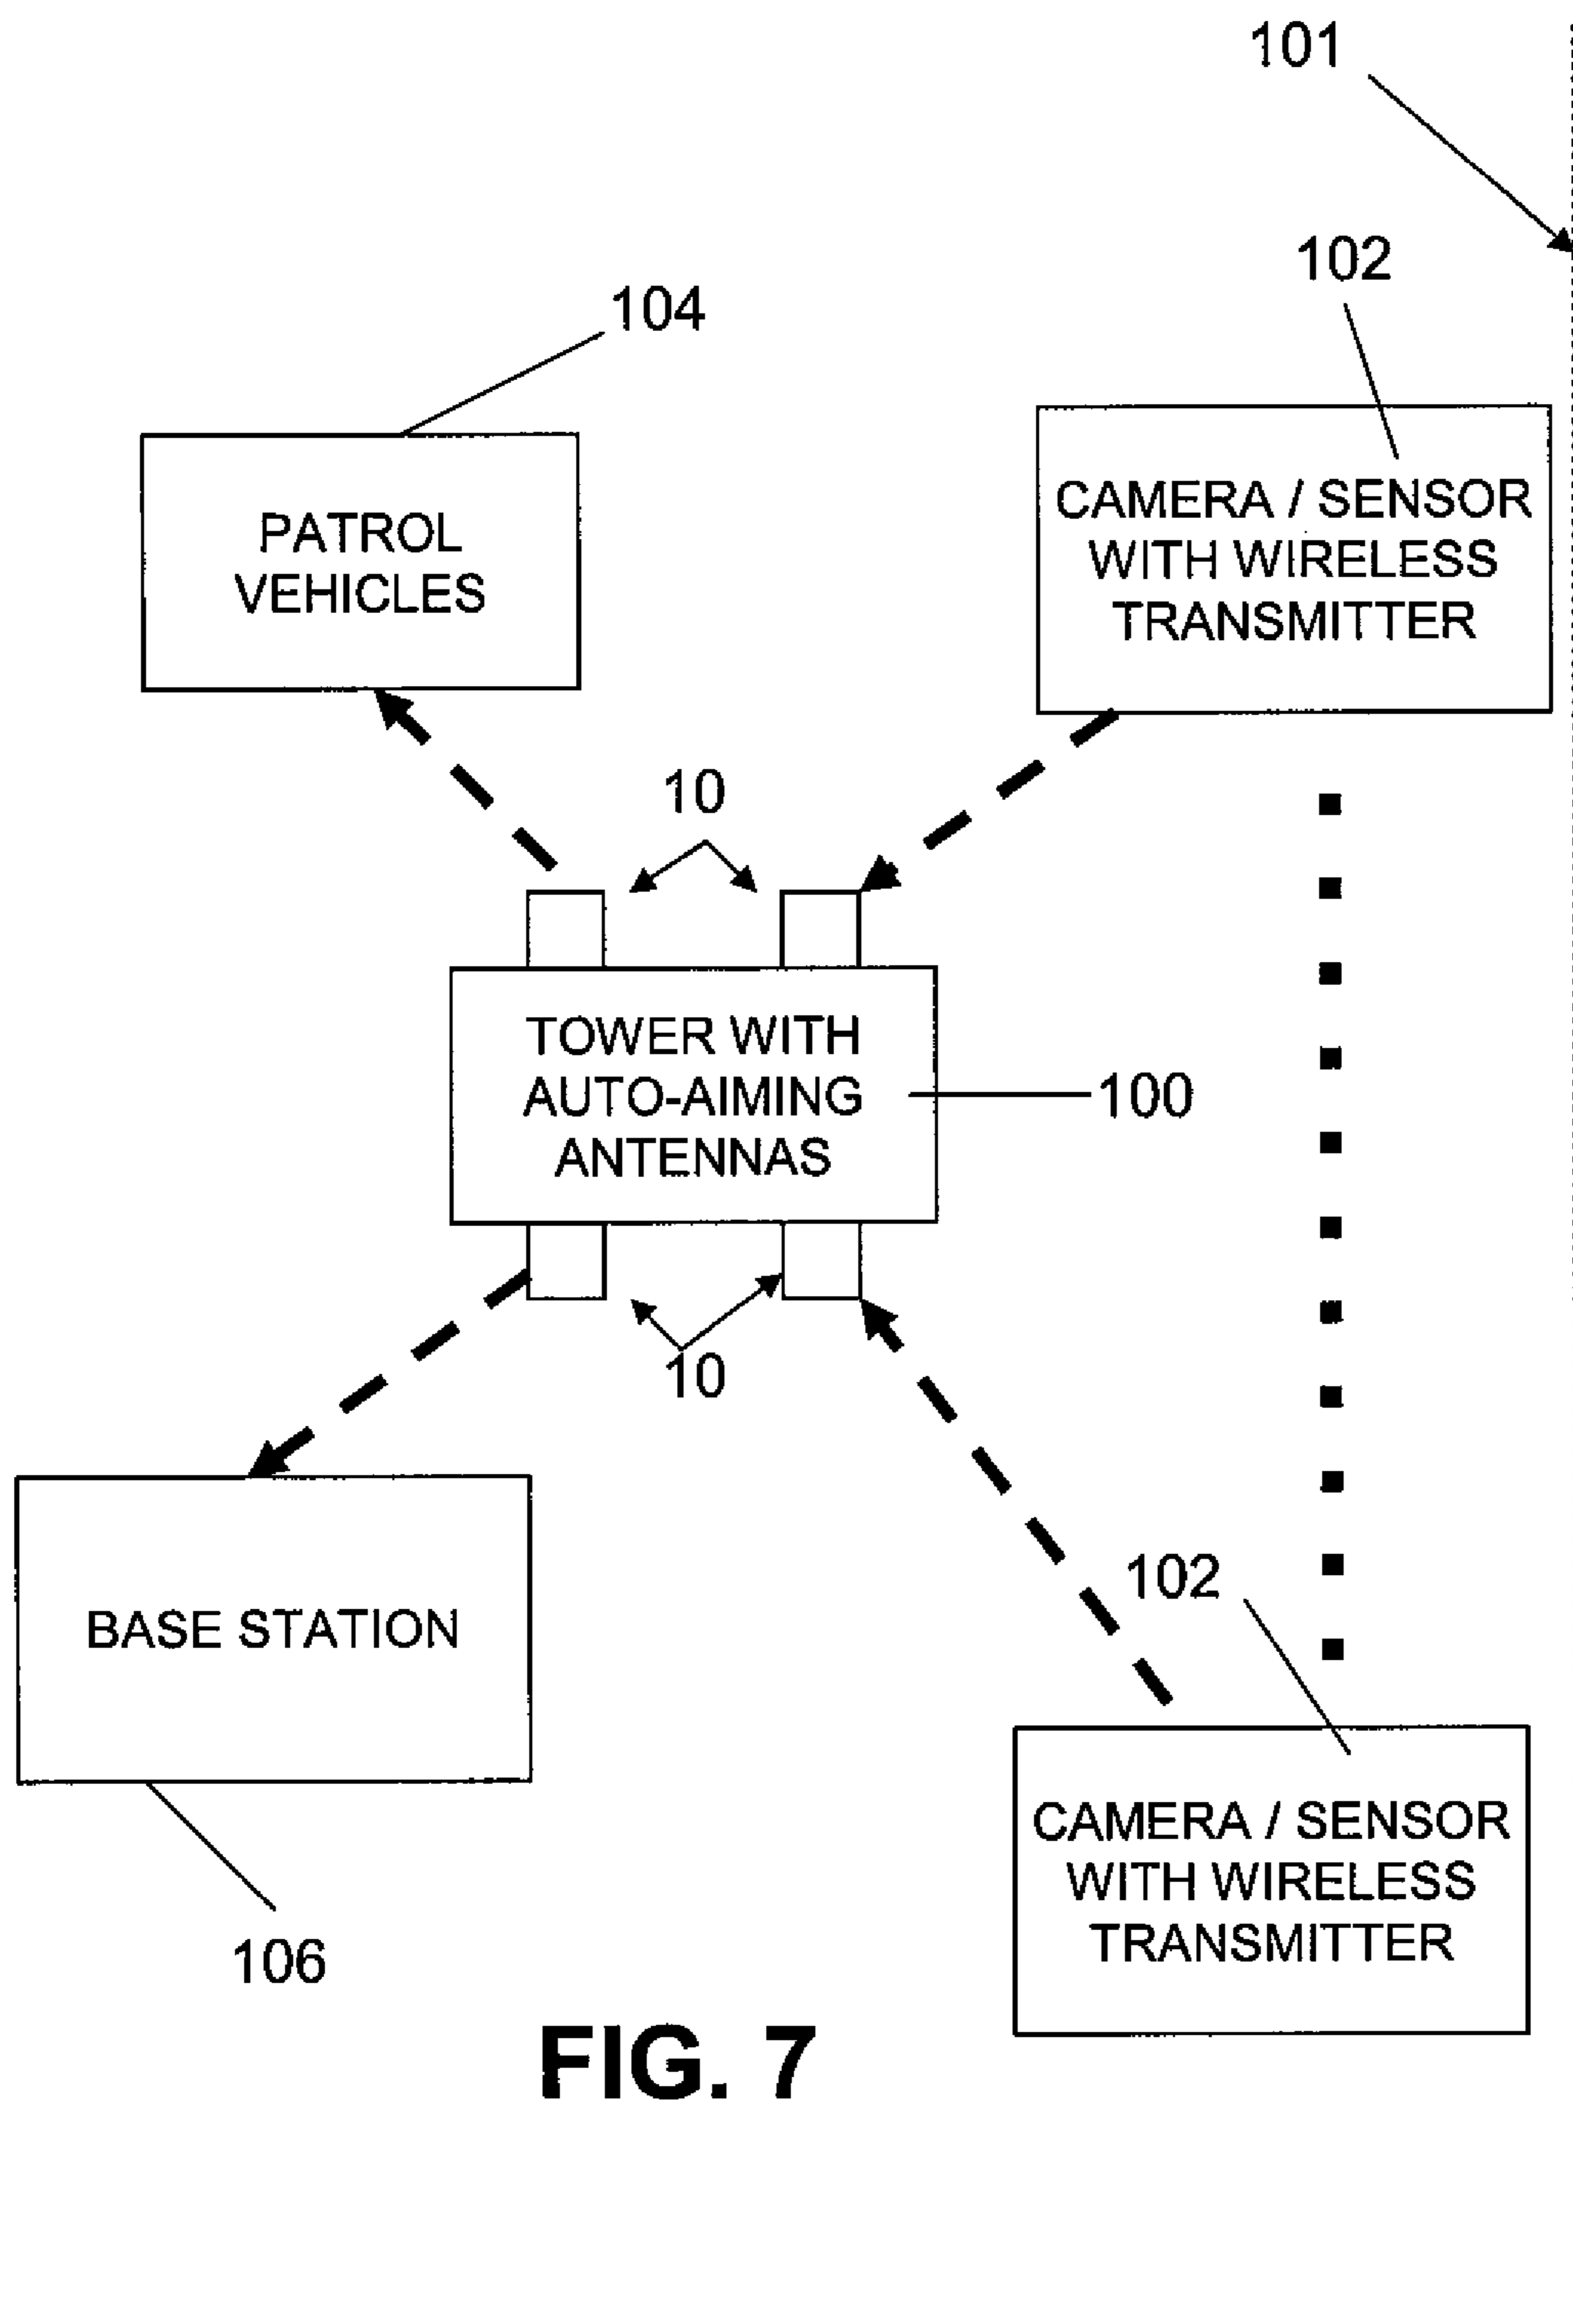 101
102
104
CAMERA / SENSOR
WITH WIRELESS
TRANSMITTER
PATROL
VEHICLES
10
TOWER WITH
AUTO-AIMING
ANTENNAS
100
10
102
BASE STATION
CAMERA / SENSOR
WITH WIRELESS
TRANSMITTER
106
FIG. 7